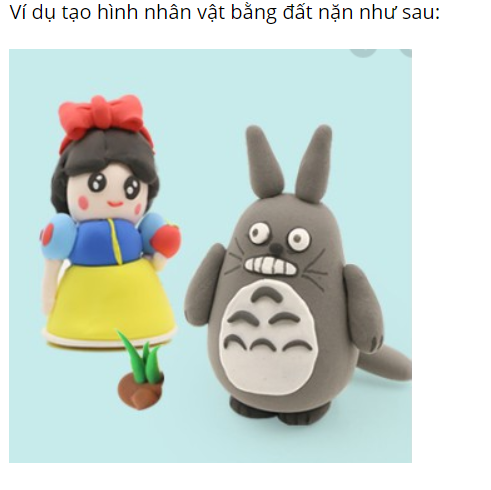 Ví dụ tạo hình nhân vật bằng đất nặn như sau: